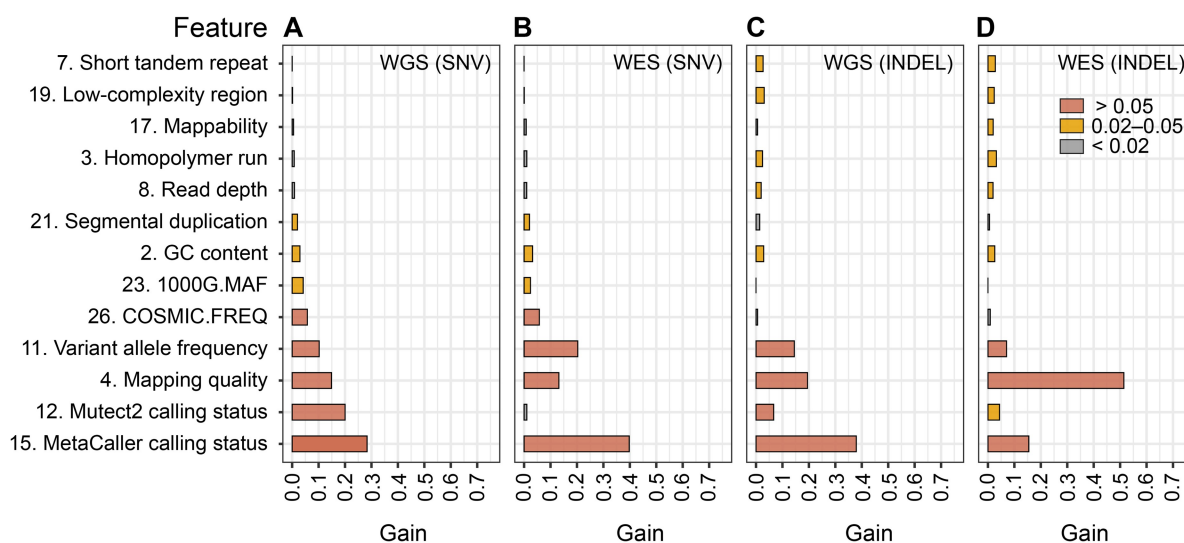 Feature A B C D
WGS (SNV) WES (SNV) WGS (INDEL) WES (INDEL)
7. Short tandem repeat
19. Low-complexity region
17. Mappability
3. Homopolymer run
8. Read depth
21. Segmental duplication
2. GC content
23. 1000G.MAF
26. COSMIC.FREQ
11. Variant allele frequency
4. Mapping quality
12. Mutect2 calling status
15. MetaCaller calling status
> 0.05
0.02–0.05
< 0.02
0.0 0.1 0.2 0.3 0.4 0.5 0.6 0.7 0.0 0.1 0.2 0.3 0.4 0.5 0.6 0.7 0.0 0.1 0.2 0.3 0.4 0.5 0.6 0.7 0.0 0.1 0.2 0.3 0.4 0.5 0.6 0.7
Gain Gain Gain Gain